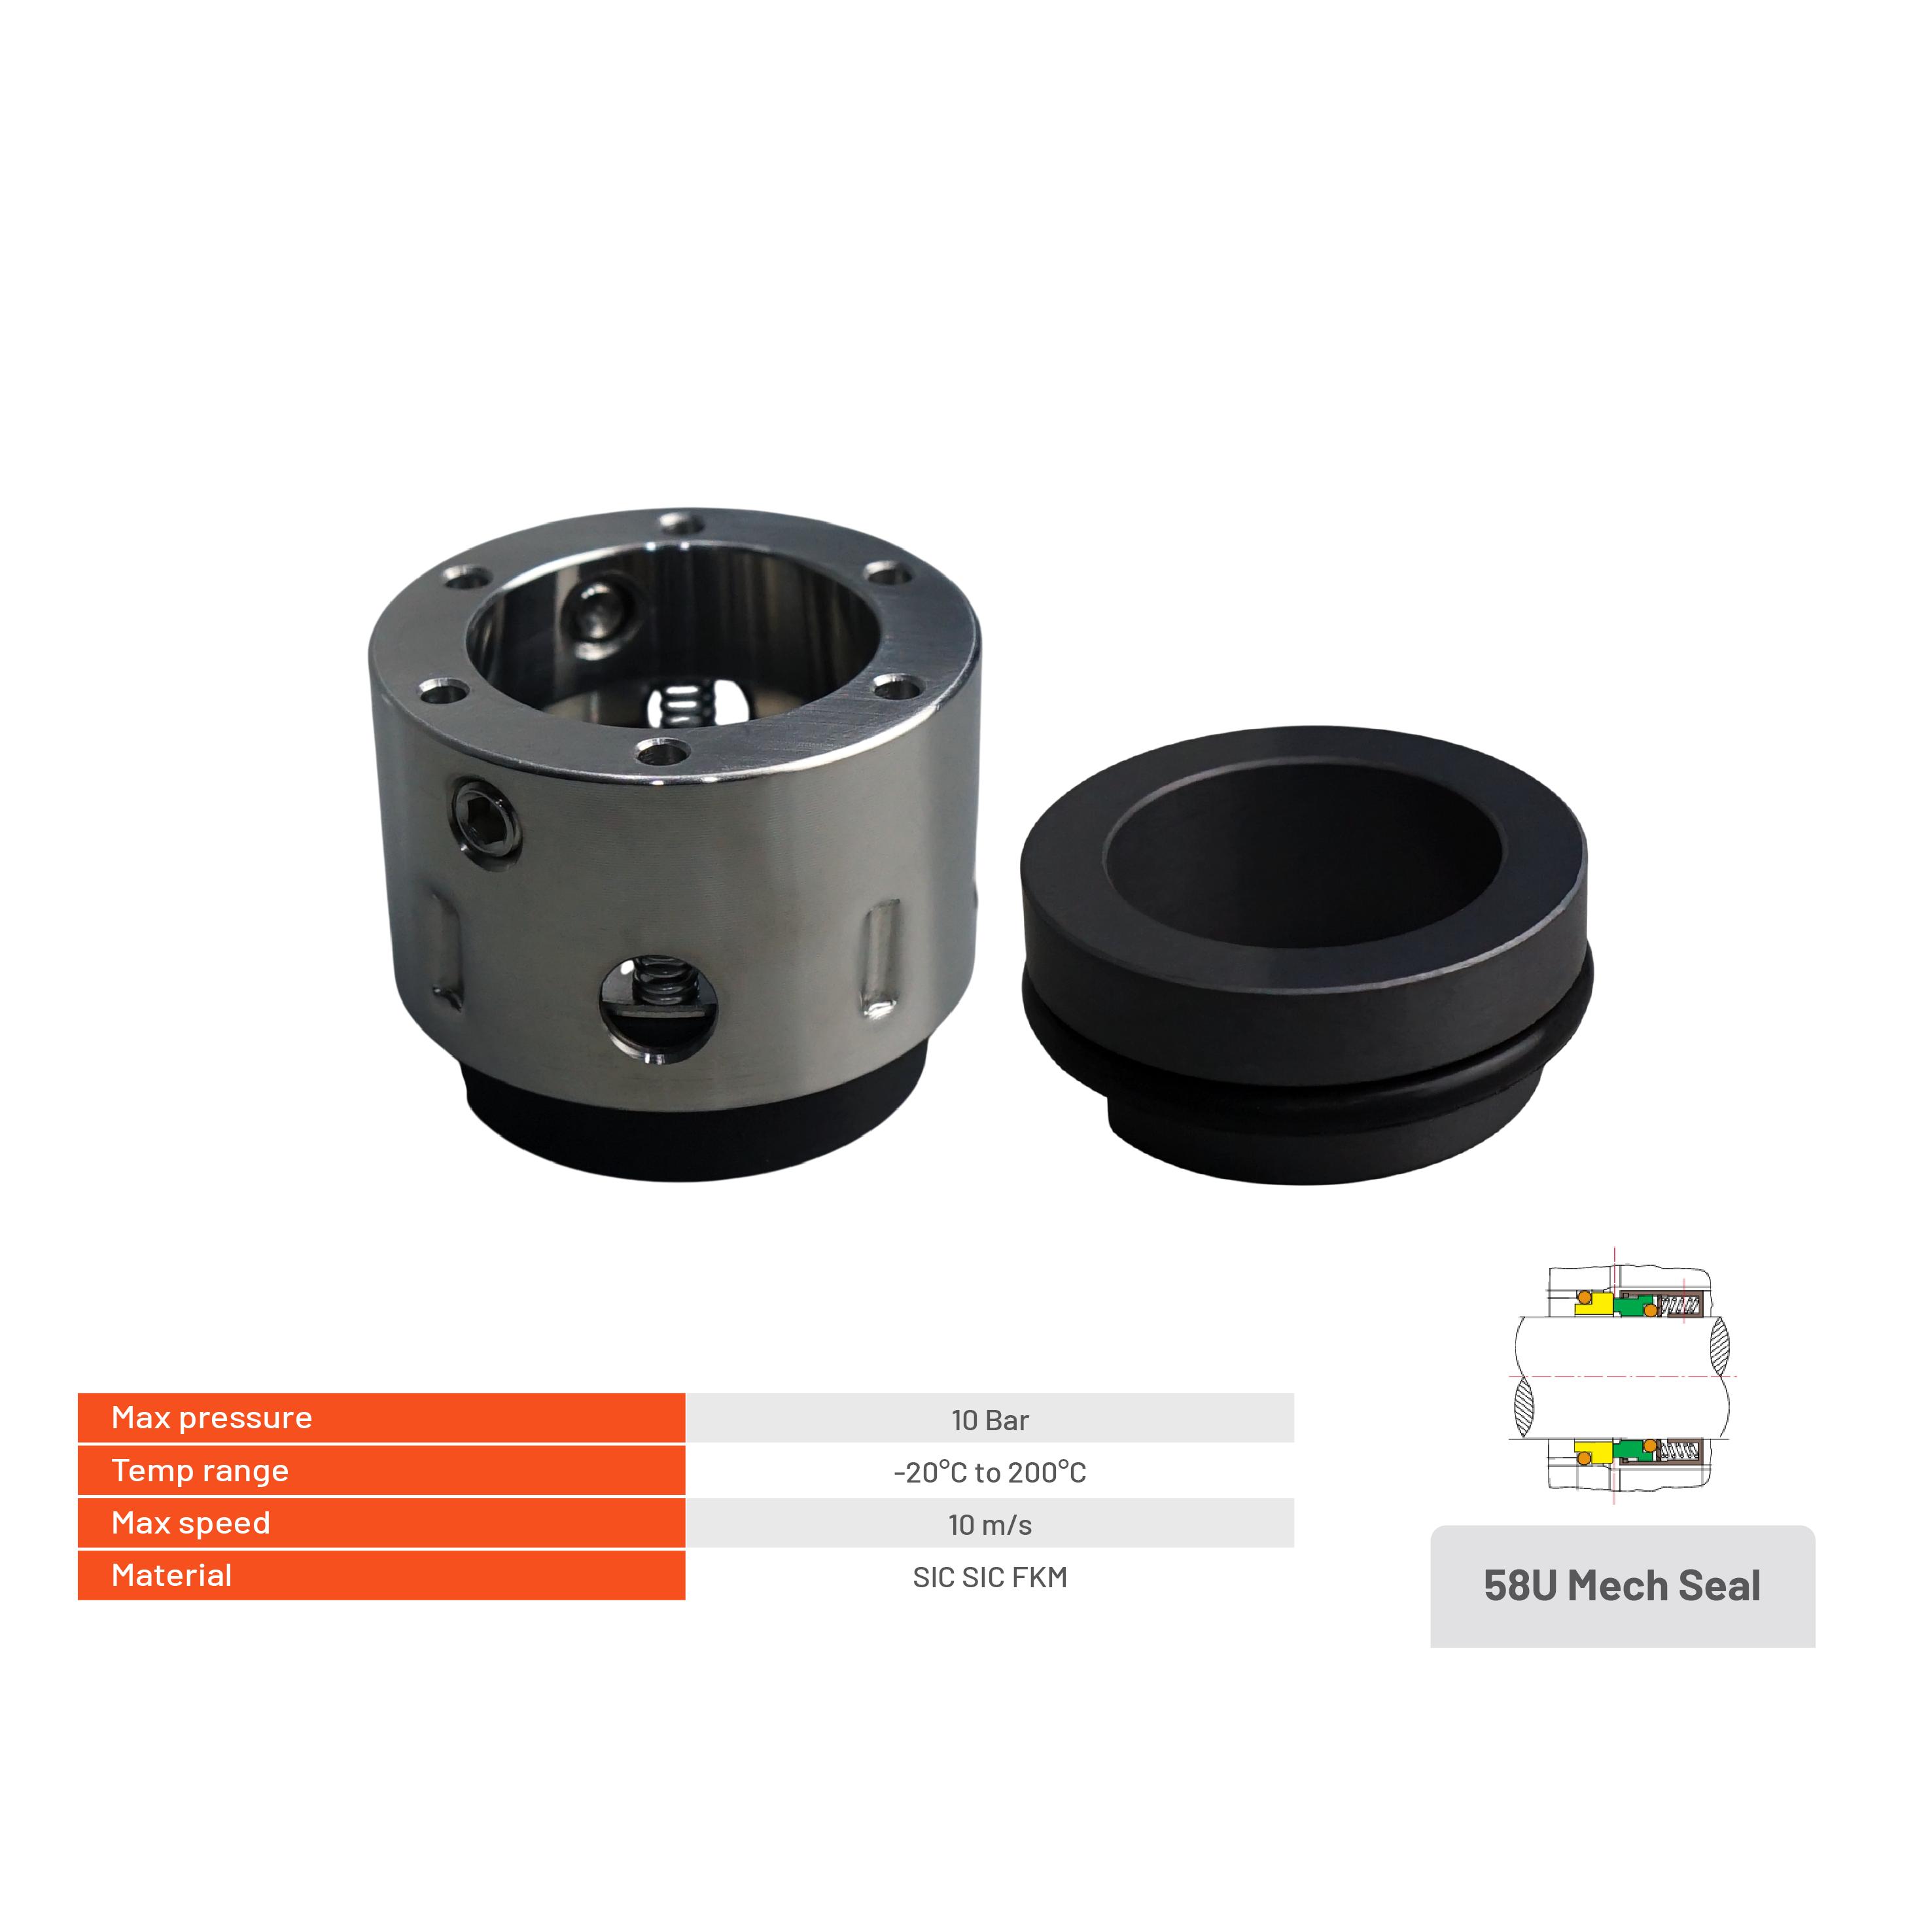 Max pressure 10 Bar
Temp range -20°C to 200°C
Max speed 10 m/s
Material SIC SIC FKM
58U Mech Seal